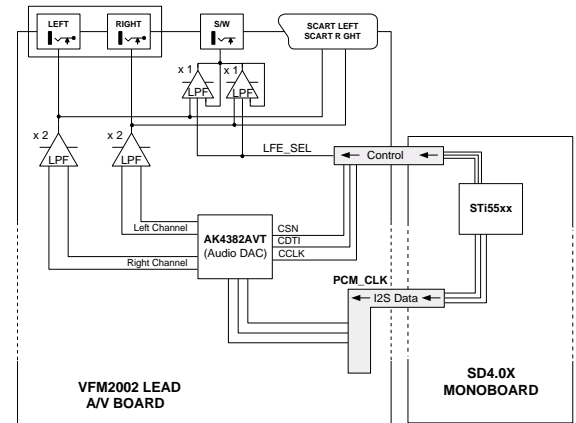 LEFT
RIGHT
S/W
SCART LEFT
SCART R GHT
x 1
x 1
LPF
LPF
x 2
x 2
LPF
LPF
LFE_SEL
Control
STi55xx
Left Channel
AK4382AVT
(Audio DAC)
CSN
CDTI
CCLK
Right Channel
PCM_CLK
I2S Data
VFM2002 LEAD
A/V BOARD
SD4.0X
MONOBOARD